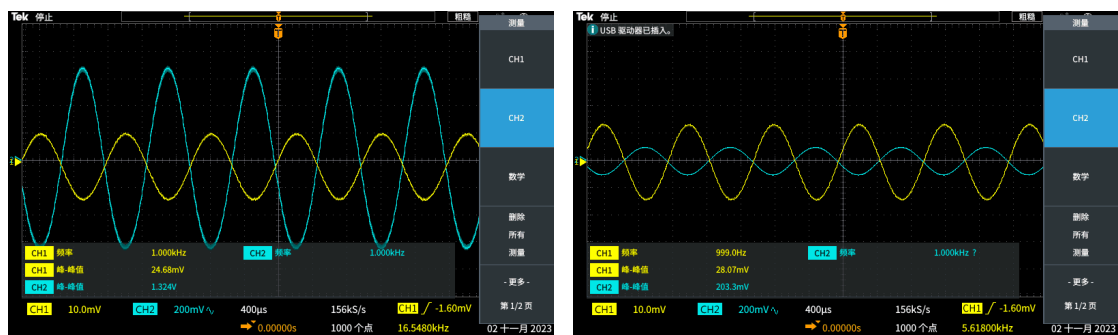 Tek 停止
粗糙
测量
T
CH1
CH2
数学
删除
所有
测量
- 更多 -
第 1/2 页
CH1 频率 1.000kHz CH2 频率 1.000kHz
CH1 峰-峰值 24.68mV
CH2 峰-峰值 1.324V
CH1 10.0mV CH2 200mV∿ 400µs 156kS/s CH1 ∕ -1.60mV
0.00000s 1000 个点 16.5480kHz 02 十一月 2023
Tek 停止
粗糙
测量
i USB 驱动器已插入。
T
CH1
CH2
数学
删除
所有
测量
- 更多 -
第 1/2 页
CH1 频率 999.0Hz CH2 频率 1.000kHz ?
CH1 峰-峰值 28.07mV
CH2 峰-峰值 203.3mV
CH1 10.0mV CH2 200mV∿ 400µs 156kS/s CH1 ∕ -1.60mV
0.00000s 1000 个点 5.61800kHz 02 十一月 2023